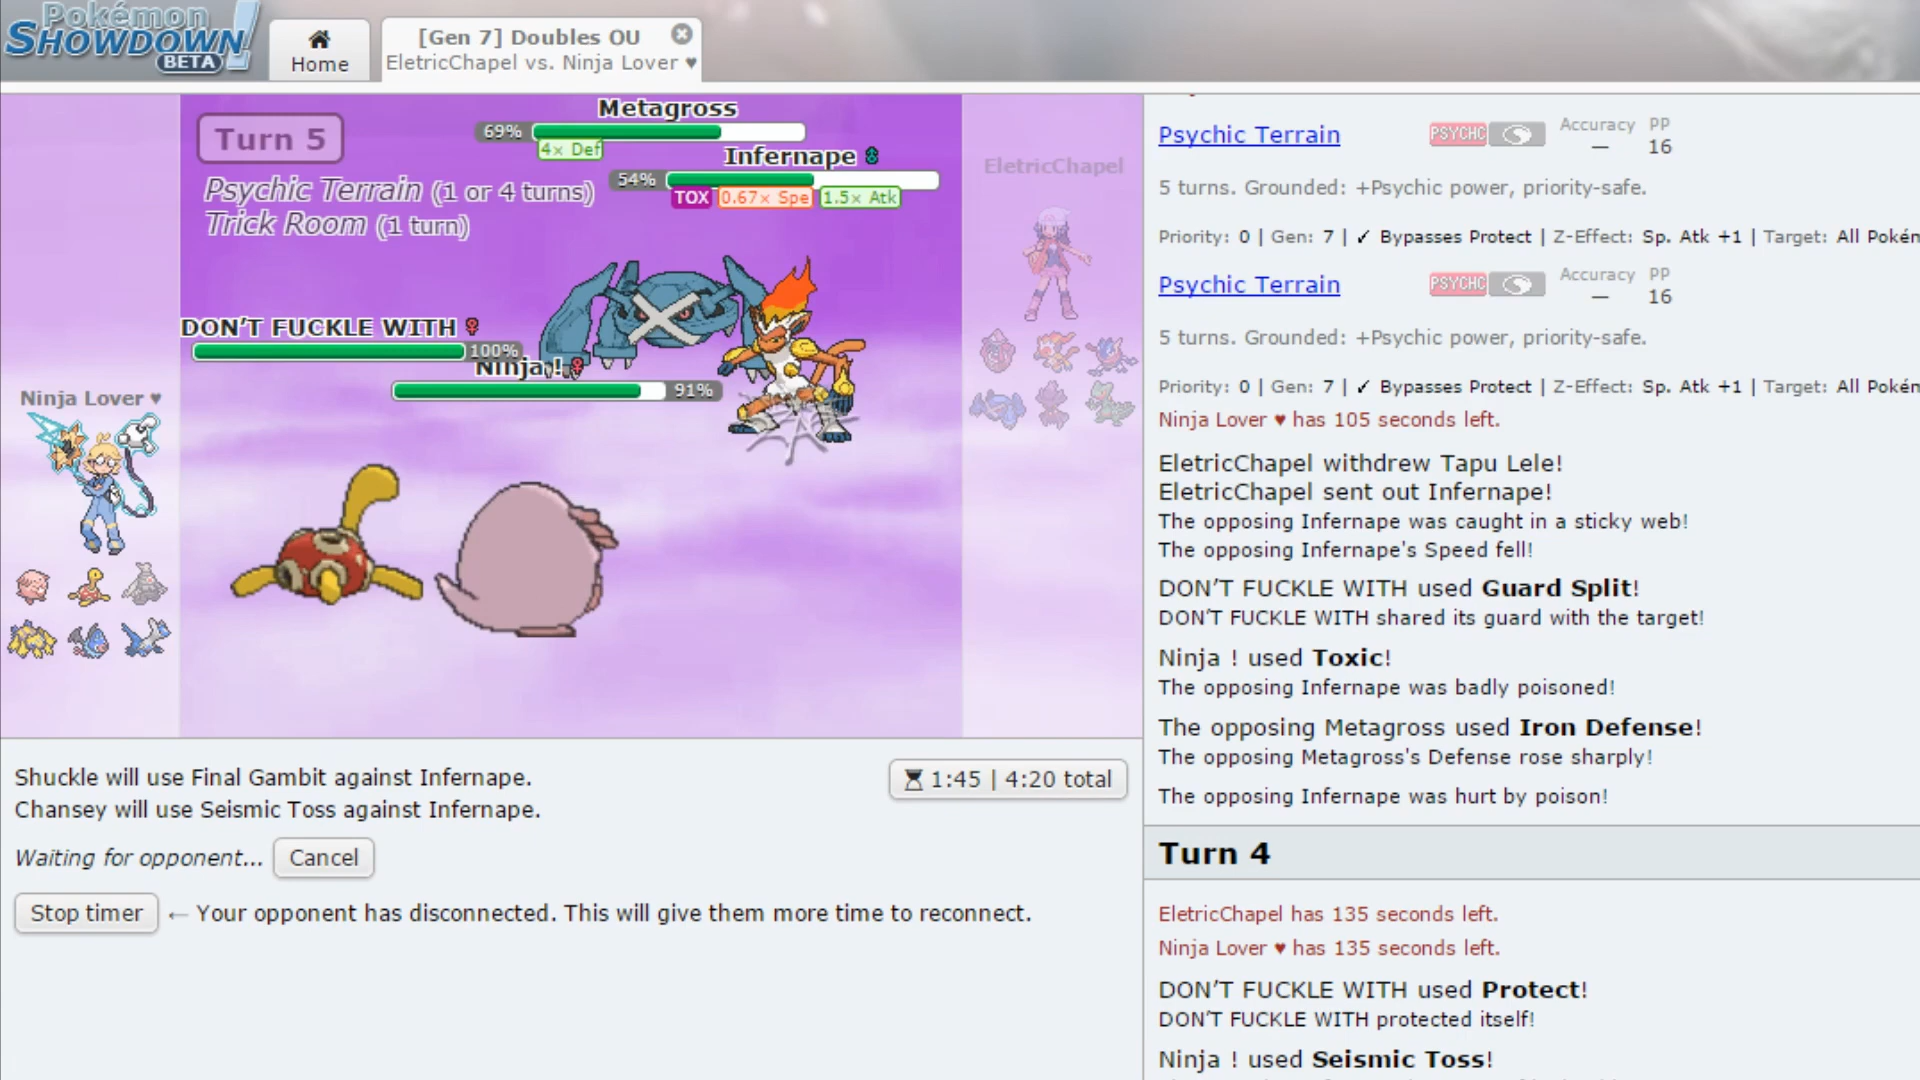 Pokémon
SHOWDOWN!
BETA
Home
[Gen 7] Doubles OU
EletricChapel vs. Ninja Lover ♥
Turn 5
Psychic Terrain (1 or 4 turns)
Trick Room (1 turn)
Metagross
69%
4× Def
Infernape
54%
TOX 0.67× Spe 1.5× Atk
DON'T FUCKLE WITH ♀
100%
Ninja ! ♀
91%
Ninja Lover ♥
EletricChapel
Shuckle will use Final Gambit against Infernape.
Chansey will use Seismic Toss against Infernape.
1:45 | 4:20 total
Waiting for opponent... Cancel
Stop timer ← Your opponent has disconnected. This will give them more time to reconnect.
Psychic Terrain PSYCHC Accuracy — PP 16
5 turns. Grounded: +Psychic power, priority-safe.
Priority: 0 | Gen: 7 | ✓ Bypasses Protect | Z-Effect: Sp. Atk +1 | Target: All Pokén
Psychic Terrain PSYCHC Accuracy — PP 16
5 turns. Grounded: +Psychic power, priority-safe.
Priority: 0 | Gen: 7 | ✓ Bypasses Protect | Z-Effect: Sp. Atk +1 | Target: All Pokén
Ninja Lover ♥ has 105 seconds left.
EletricChapel withdrew Tapu Lele!
EletricChapel sent out Infernape!
The opposing Infernape was caught in a sticky web!
The opposing Infernape's Speed fell!
DON'T FUCKLE WITH used Guard Split!
DON'T FUCKLE WITH shared its guard with the target!
Ninja ! used Toxic!
The opposing Infernape was badly poisoned!
The opposing Metagross used Iron Defense!
The opposing Metagross's Defense rose sharply!
The opposing Infernape was hurt by poison!
Turn 4
EletricChapel has 135 seconds left.
Ninja Lover ♥ has 135 seconds left.
DON'T FUCKLE WITH used Protect!
DON'T FUCKLE WITH protected itself!
Ninja ! used Seismic Toss!